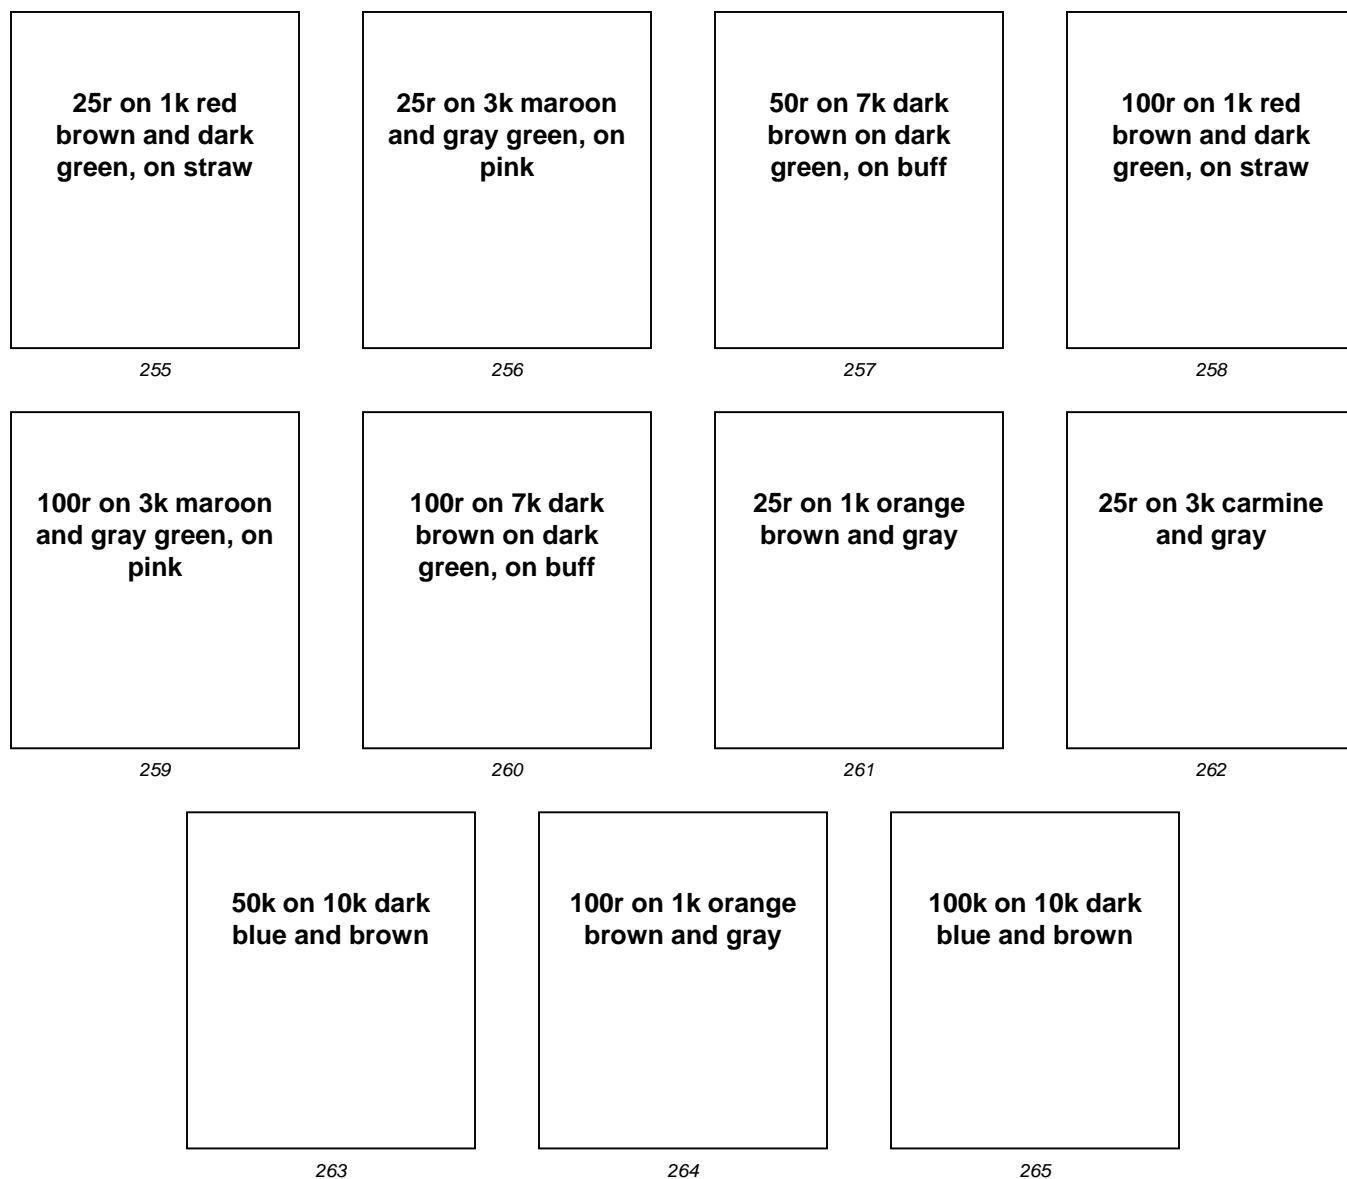 25r on 1k red
brown and dark
green, on straw
255
25r on 3k maroon
and gray green, on
pink
256
50r on 7k dark
brown on dark
green, on buff
257
100r on 1k red
brown and dark
green, on straw
258
100r on 3k maroon
and gray green, on
pink
259
100r on 7k dark
brown on dark
green, on buff
260
25r on 1k orange
brown and gray
261
25r on 3k carmine
and gray
262
50k on 10k dark
blue and brown
263
100r on 1k orange
brown and gray
264
100k on 10k dark
blue and brown
265